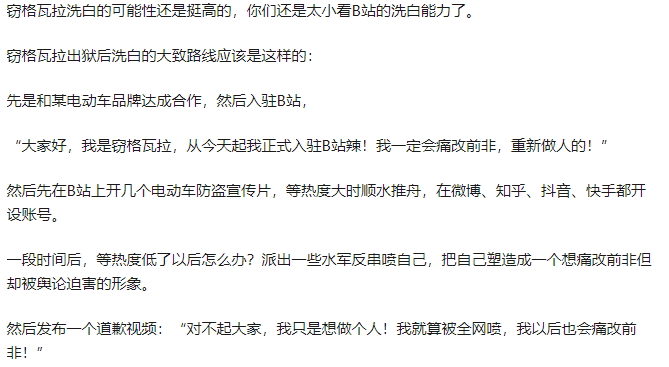 窃格瓦拉洗白的可能性还是挺高的，你们还是太小看B站的洗白能力了。
窃格瓦拉出狱后洗白的大致路线应该是这样的：
先是和某电动车品牌达成合作，然后入驻B站，
“大家好，我是窃格瓦拉，从今天起我正式入驻B站辣！我一定会痛改前非，重新做人的！”
然后先在B站上开几个电动车防盗宣传片，等热度大时顺水推舟，在微博、知乎、抖音、快手都开
设账号。
一段时间后，等热度低了以后怎么办？派出一些水军反串喷自己，把自己塑造成一个想痛改前非但
却被舆论迫害的形象。
然后发布一个道歉视频：“对不起大家，我只是想做个人！我就算被全网喷，我以后也会痛改前
非！”